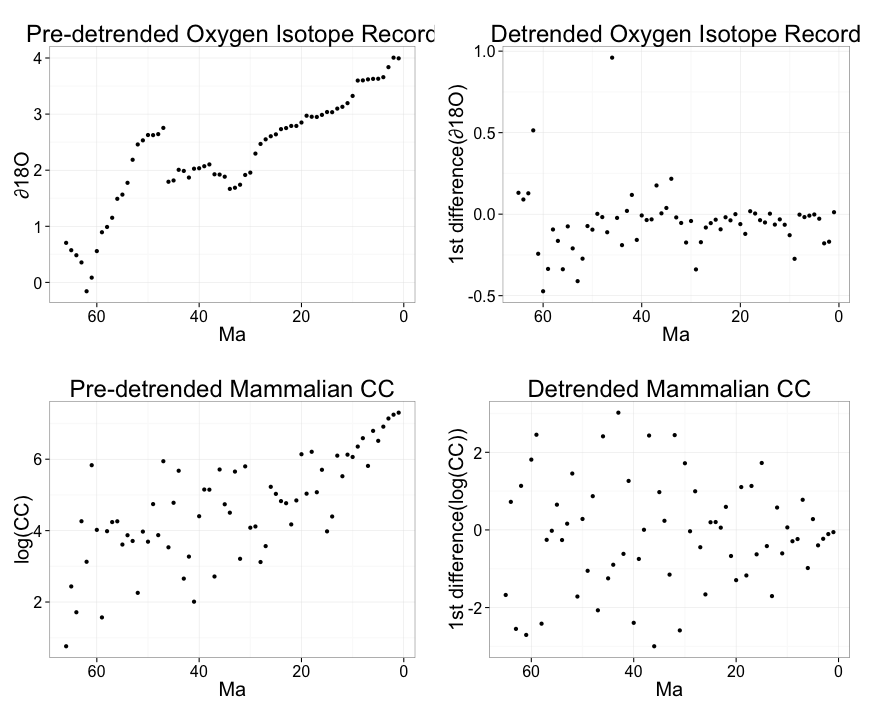 Pre-detrended Oxygen Isotope Record
4
3
2
1
0
∂18O
60
40
20
0
Ma
Detrended Oxygen Isotope Record
1.0
0.5
0.0
-0.5
1st difference(∂18O)
60
40
20
0
Ma
Pre-detrended Mammalian CC
6
4
2
log(CC)
60
40
20
0
Ma
Detrended Mammalian CC
2
0
-2
1st difference(log(CC))
60
40
20
0
Ma